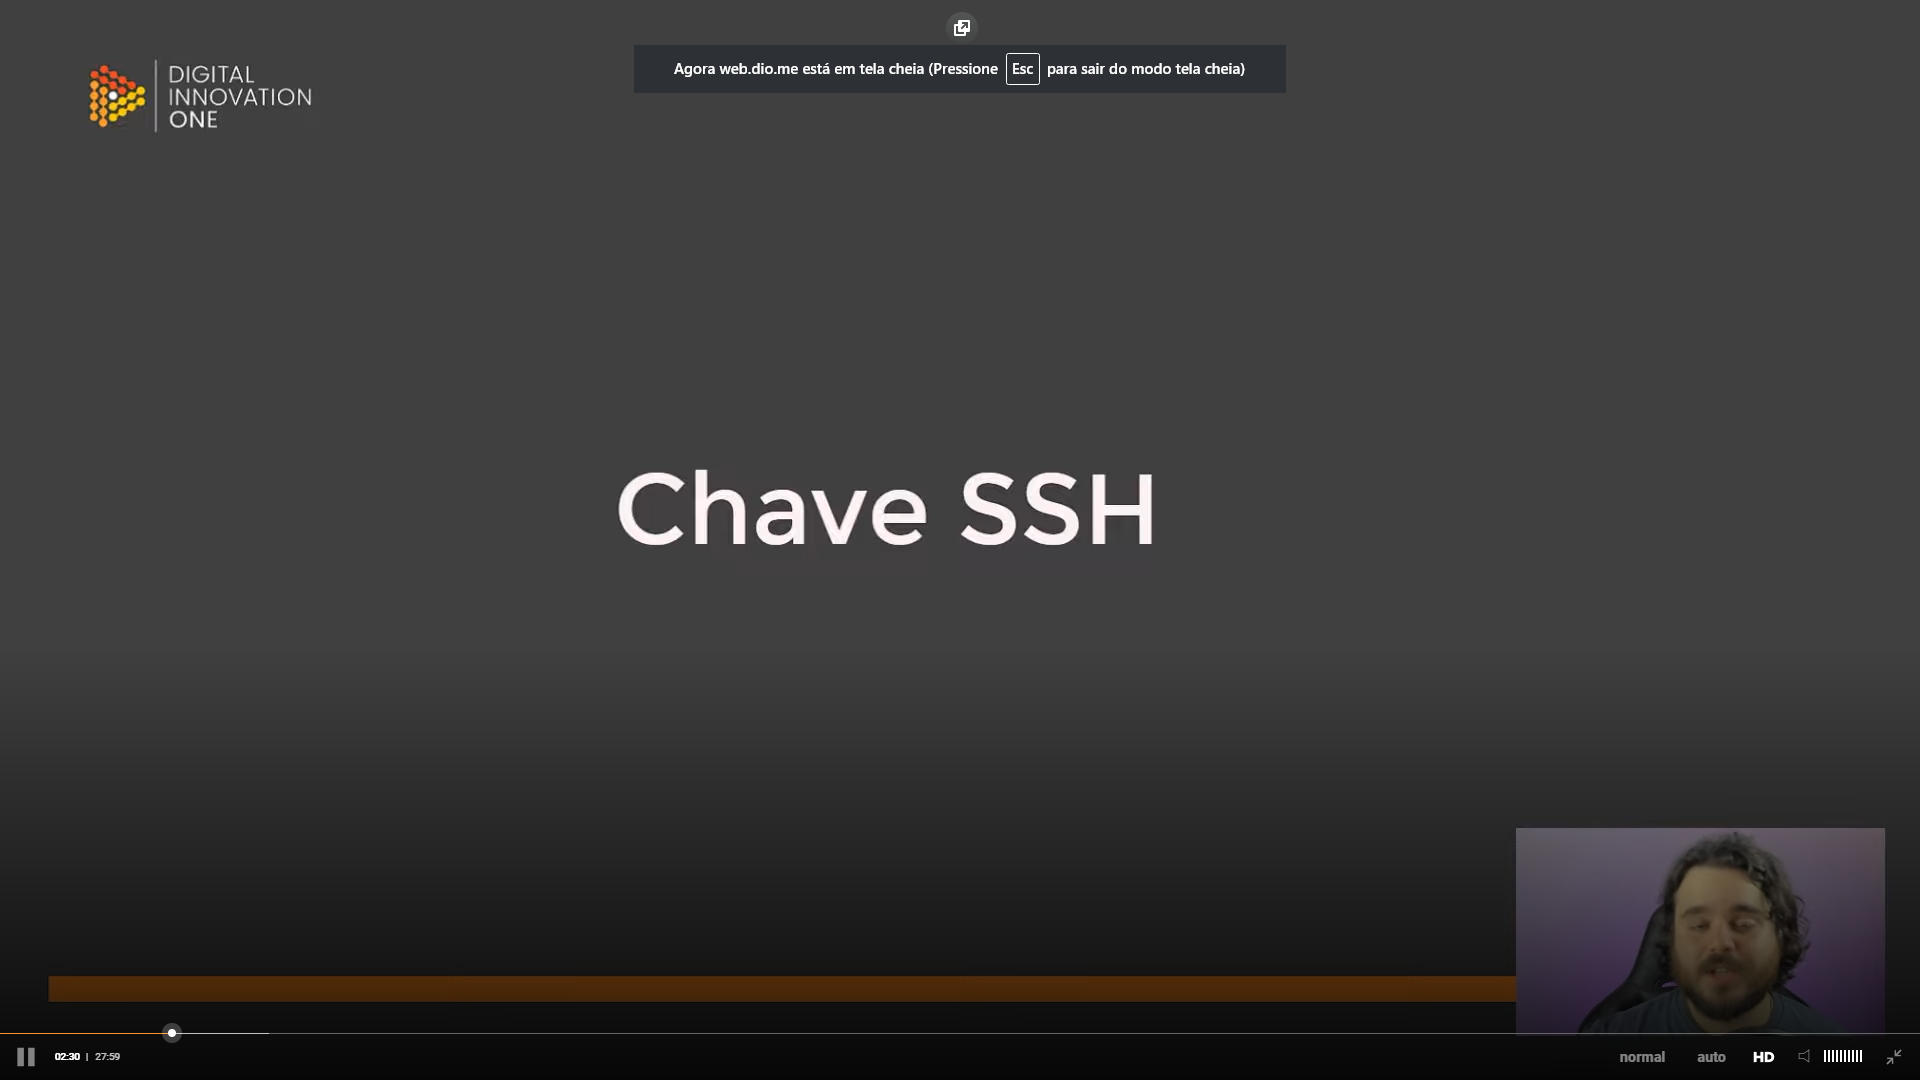 Agora web.dio.me está em tela cheia (Pressione Esc para sair do modo tela cheia)
DIGITAL
INNOVATION
ONE
Chave SSH
02:30 | 27:59
normal auto HD